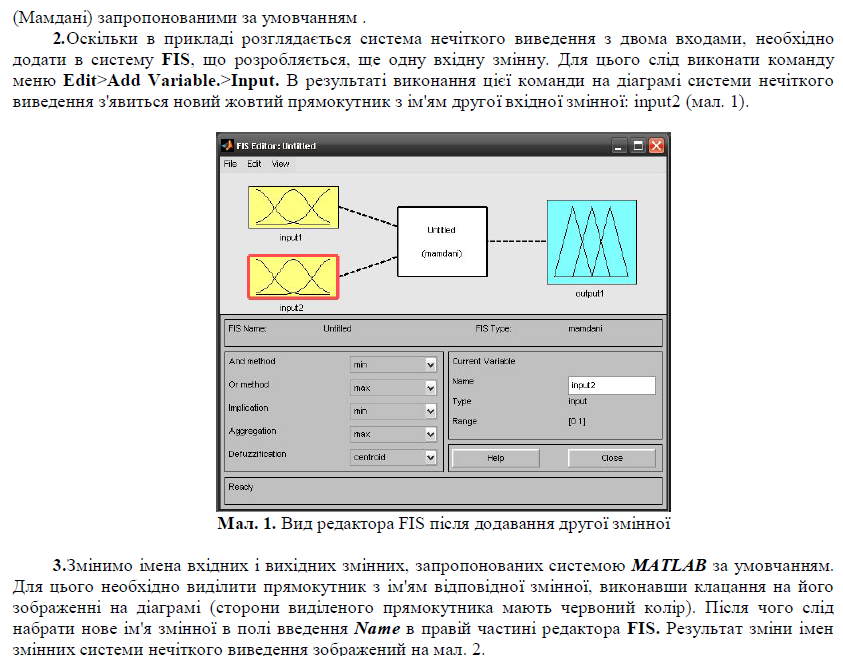 (Мамдані) запропонованими за умовчанням .
2.Оскільки в прикладі розглядається система нечіткого виведення з двома входами, необхідно
додати в систему FIS, що розробляється, ще одну вхідну змінну. Для цього слід виконати команду
меню Edit>Add Variable.>Input. В результаті виконання цієї команди на діаграмі системи нечіткого
виведення з'явиться новий жовтий прямокутник з ім'ям другої вхідної змінної: input2 (мал. 1).
FIS Editor: Untitled
File Edit View
input1
Untitled
(mamdani)
output1
input2
FIS Name: Untitled FIS Type: mamdani
And method min
Or method max
Implication min
Aggregation max
Defuzzification centroid
Current Variable
Name input2
Type input
Range [0 1]
Help Close
Ready
Мал. 1. Вид редактора FIS після додавання другої змінної
3.Змінимо імена вхідних і вихідних змінних, запропонованих системою MATLAB за умовчанням.
Для цього необхідно виділити прямокутник з ім'ям відповідної змінної, виконавши клацання на його
зображенні на діаграмі (сторони виділеного прямокутника мають червоний колір). Після чого слід
набрати нове ім'я змінної в полі введення Name в правій частині редактора FIS. Результат зміни імен
змінних системи нечіткого виведення зображений на мал. 2.